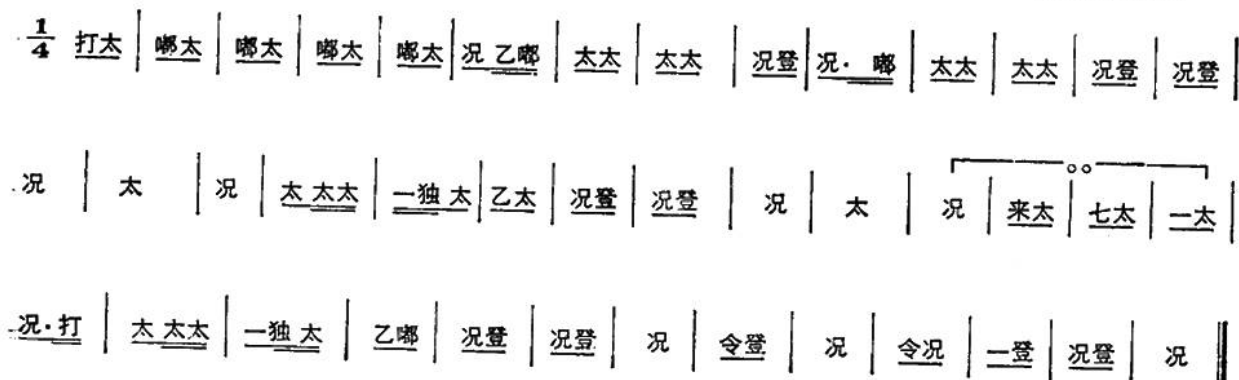 1/4 打太 | 嘟太 | 嘟太 | 嘟太 | 嘟太 | 况 乙嘟 | 太太 | 太太 | 况登 | 况· 嘟 | 太太 | 太太 | 况登 | 况登 |
况 | 太 | 况 | 太 太太 | 一独 太 | 乙太 | 况登 | 况登 | 况 | 太 | 况 | 来太 | 七太 | 一太 |
况·打 | 太 太太 | 一独 太 | 乙嘟 | 况登 | 况登 | 况 | 令登 | 况 | 令况 | 一登 | 况登 | 况 ‖